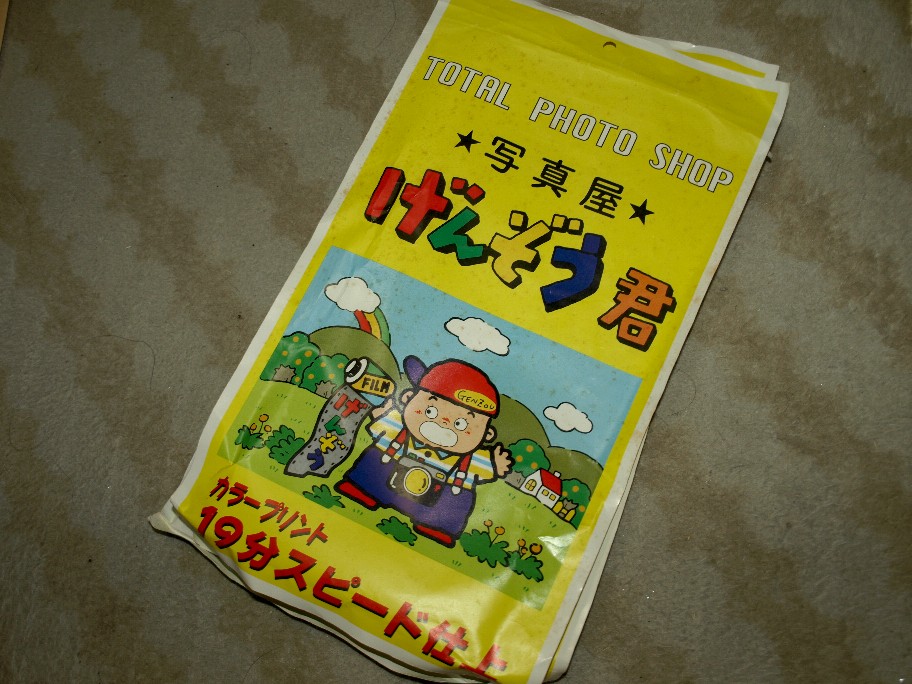 TOTAL PHOTO SHOP
★写真屋★
げんぞう君
FILM
げんぞう
GENZOU
カラープリント
19分スピード仕上